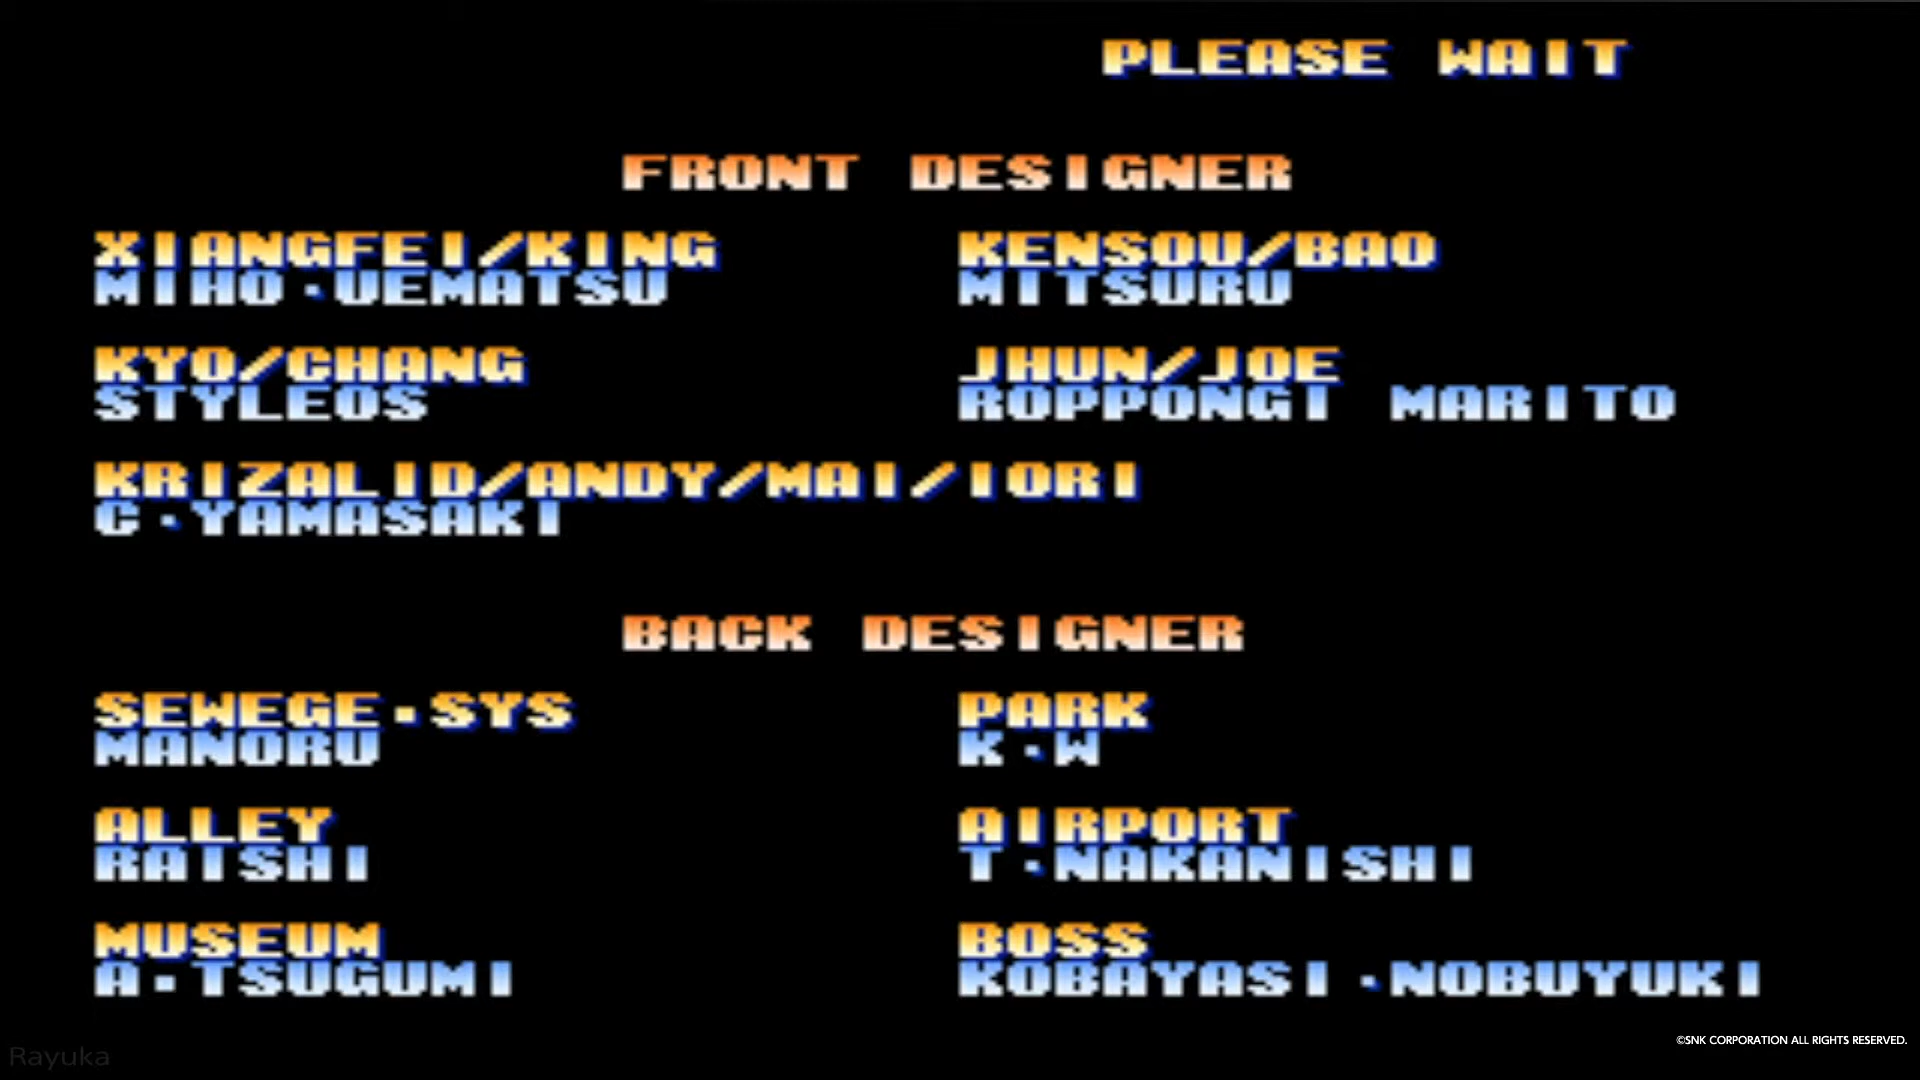 PLEASE WAIT
FRONT DESIGNER
XIANGFEI/KING
MIHO·UEMATSU
KENSOU/BAO
MITSURU
KYO/CHANG
STYLEOS
JHUN/JOE
ROPPONGI MARITO
KRIZALID/ANDY/MAI/IORI
C·YAMASAKI
BACK DESIGNER
SEWEGE·SYS
MANORU
PARK
K·W
ALLEY
RAISHI
AIRPORT
T·NAKANISHI
MUSEUM
A·TSUGUMI
BOSS
KOBAYASI·NOBUYUKI
©SNK CORPORATION ALL RIGHTS RESERVED.
Rayuka